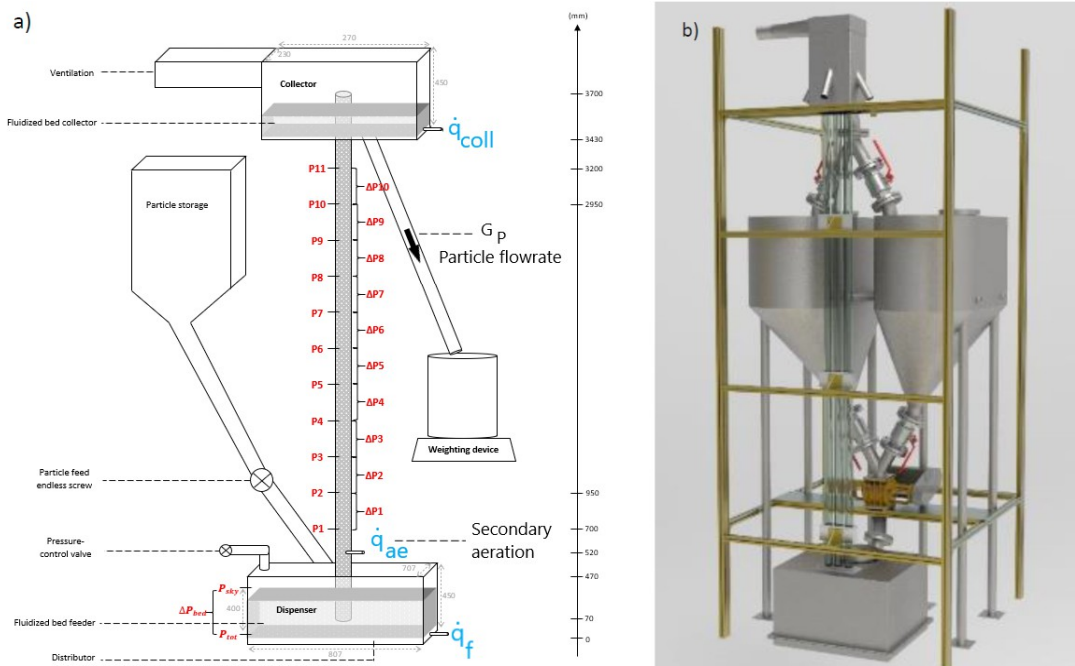 a)
b)
(mm)
270
230
450
Ventilation
Collector
Fluidized bed collector
q̇coll
3700
3430
3200
2950
950
700
520
470
70
0
Particle storage
P11
P10
P9
P8
P7
P6
P5
P4
P3
P2
P1
ΔP10
ΔP9
ΔP8
ΔP7
ΔP6
ΔP5
ΔP4
ΔP3
ΔP2
ΔP1
GP
Particle flowrate
Weighting device
Particle feed
endless screw
Pressure-
control valve
q̇ae
Secondary
aeration
707
450
Psky
400
ΔPbed
Dispenser
Fluidized bed feeder
Ptot
q̇f
Distributor
807